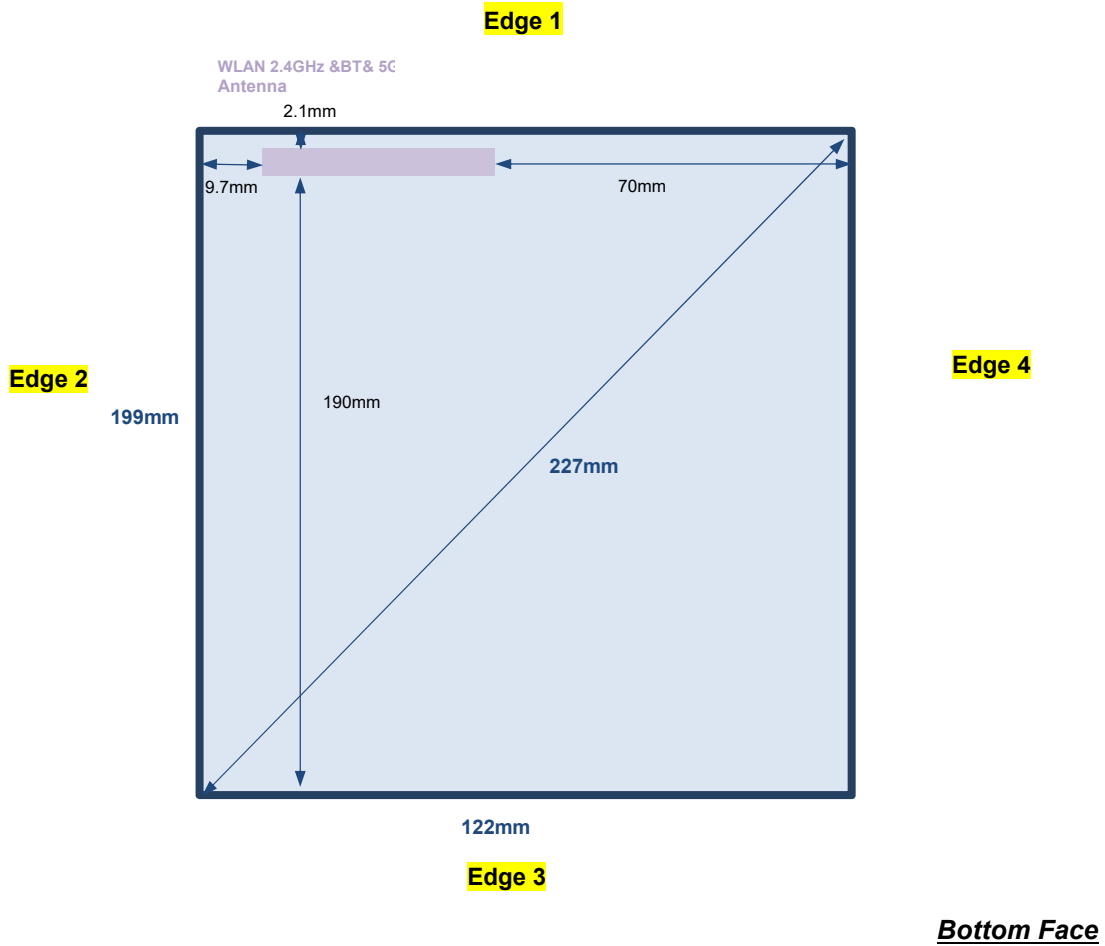 Edge 1
WLAN 2.4GHz &BT& 5G
Antenna
2.1mm
9.7mm
70mm
Edge 2
Edge 4
199mm
190mm
227mm
122mm
Edge 3
Bottom Face